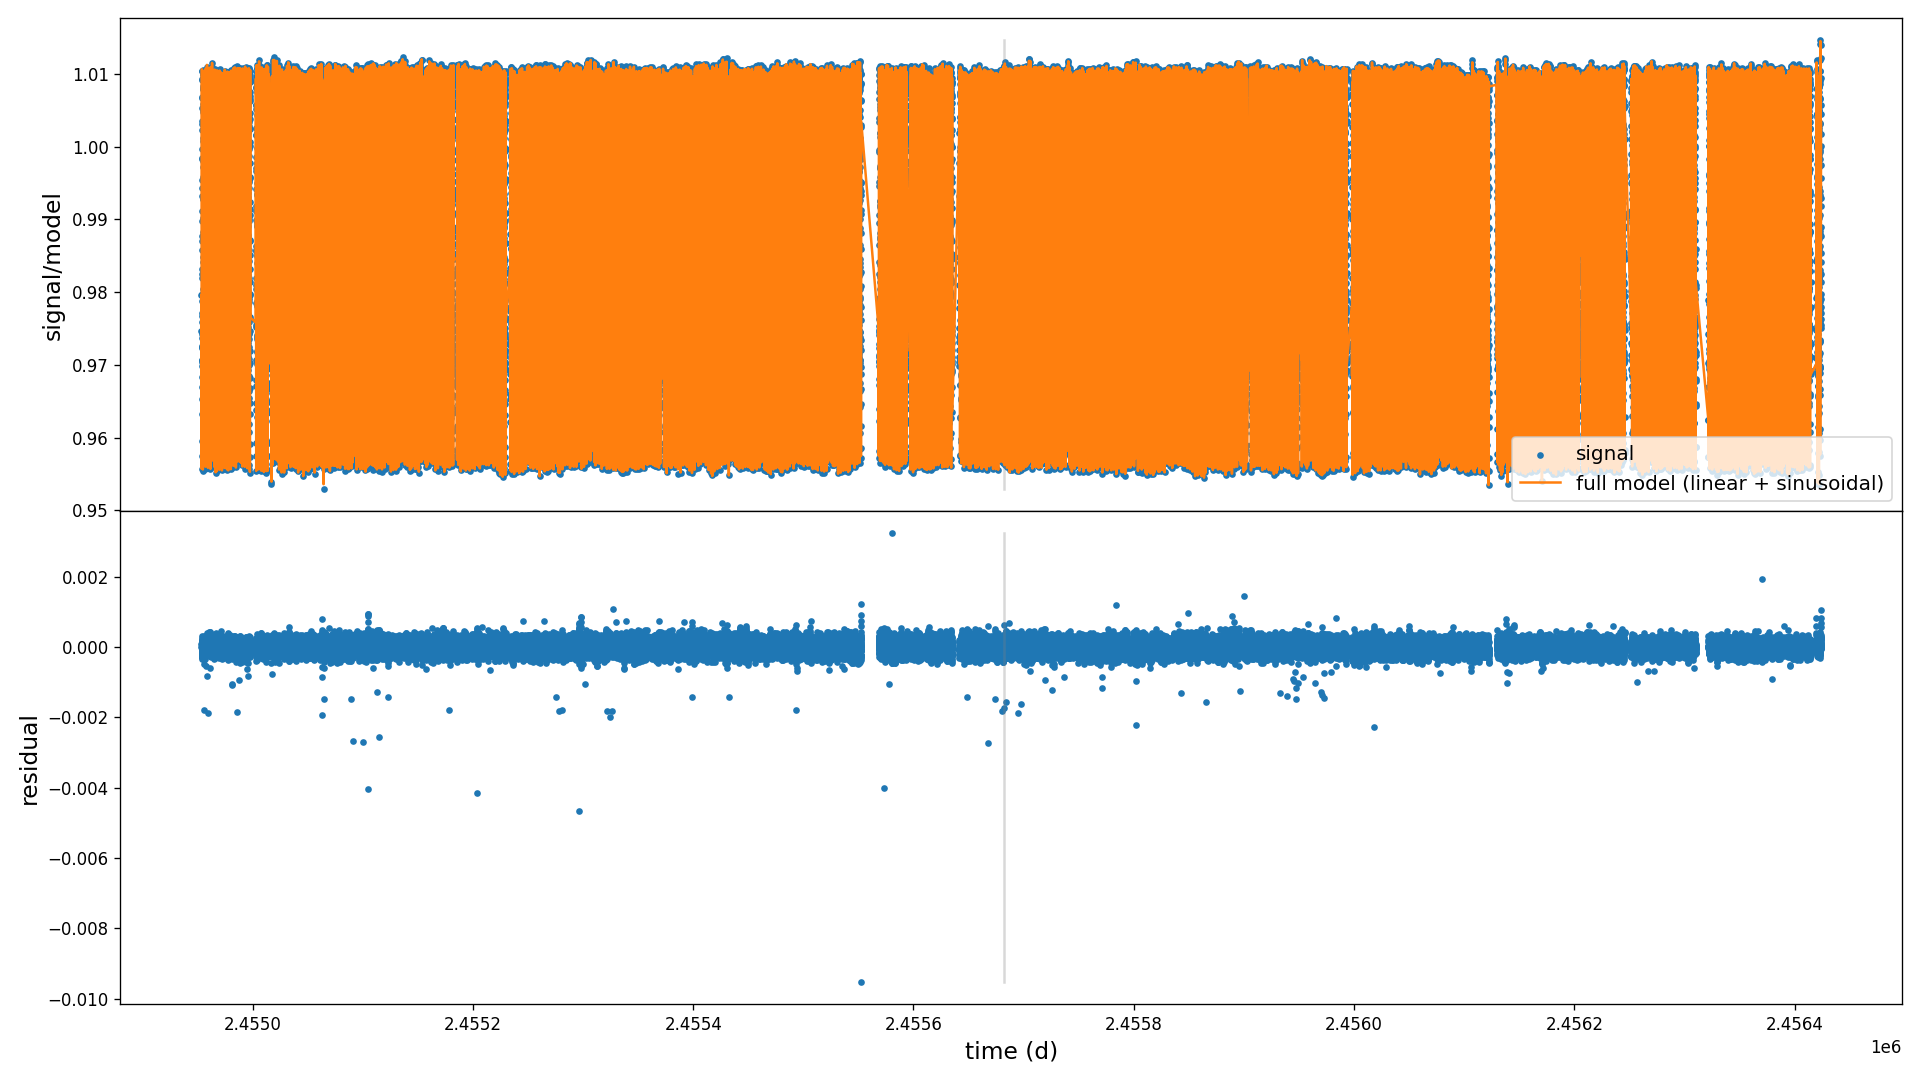 1.01
1.00
0.99
0.98
0.97
0.96
0.95
signal/model
signal
full model (linear + sinusoidal)
0.002
0.000
−0.002
−0.004
−0.006
−0.008
−0.010
residual
2.4550 2.4552 2.4554 2.4556 2.4558 2.4560 2.4562 2.4564
1e6
time (d)